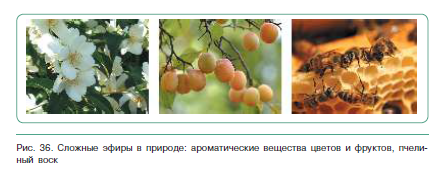 Рис. 36. Сложные эфиры в природе: ароматические вещества цветов и фруктов, пчели-
ный воск